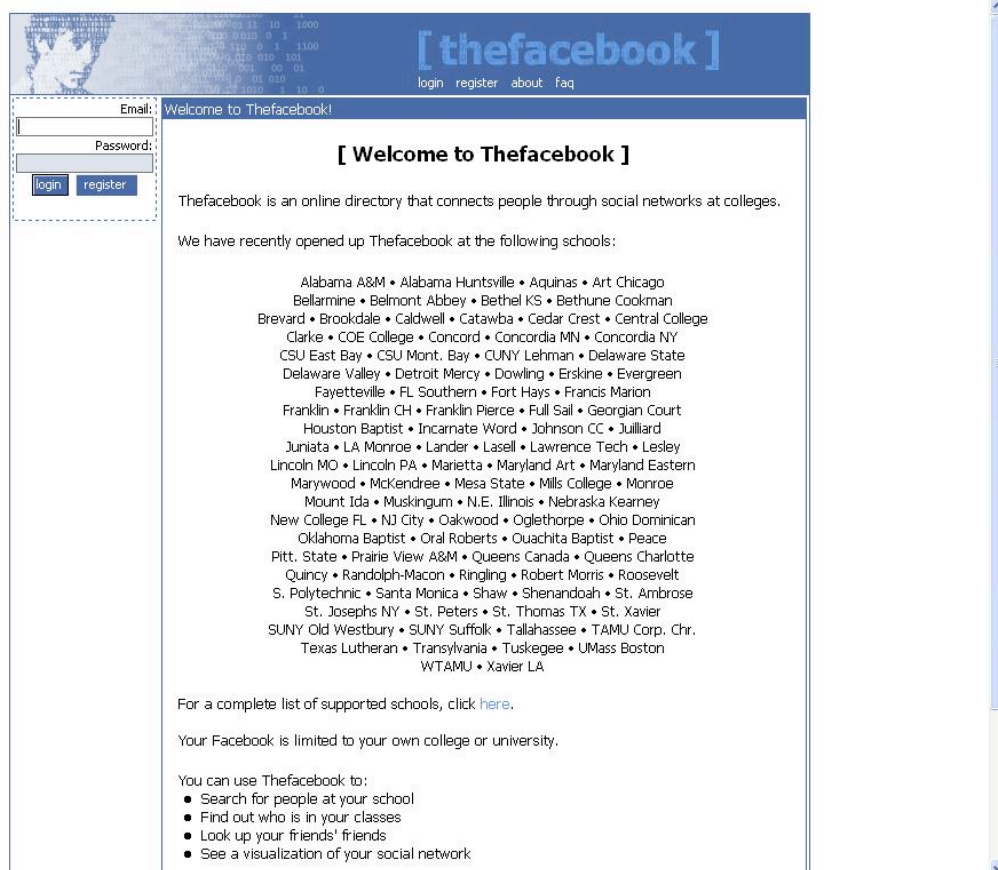 [ thefacebook ]
login register about faq
Email:
Password:
login register
Welcome to Thefacebook!
[ Welcome to Thefacebook ]
Thefacebook is an online directory that connects people through social networks at colleges.
We have recently opened up Thefacebook at the following schools:
Alabama A&M • Alabama Huntsville • Aquinas • Art Chicago
Bellarmine • Belmont Abbey • Bethel KS • Bethune Cookman
Brevard • Brookdale • Caldwell • Catawba • Cedar Crest • Central College
Clarke • COE College • Concord • Concordia MN • Concordia NY
CSU East Bay • CSU Mont. Bay • CUNY Lehman • Delaware State
Delaware Valley • Detroit Mercy • Dowling • Erskine • Evergreen
Fayetteville • FL Southern • Fort Hays • Francis Marion
Franklin • Franklin CH • Franklin Pierce • Full Sail • Georgian Court
Houston Baptist • Incarnate Word • Johnson CC • Juilliard
Juniata • LA Monroe • Lander • Lasell • Lawrence Tech • Lesley
Lincoln MO • Lincoln PA • Marietta • Maryland Art • Maryland Eastern
Marywood • McKendree • Mesa State • Mills College • Monroe
Mount Ida • Muskingum • N.E. Illinois • Nebraska Kearney
New College FL • NJ City • Oakwood • Oglethorpe • Ohio Dominican
Oklahoma Baptist • Oral Roberts • Ouachita Baptist • Peace
Pitt. State • Prairie View A&M • Queens Canada • Queens Charlotte
Quincy • Randolph-Macon • Ringling • Robert Morris • Roosevelt
S. Polytechnic • Santa Monica • Shaw • Shenandoah • St. Ambrose
St. Josephs NY • St. Peters • St. Thomas TX • St. Xavier
SUNY Old Westbury • SUNY Suffolk • Tallahassee • TAMU Corp. Chr.
Texas Lutheran • Transylvania • Tuskegee • UMass Boston
WTAMU • Xavier LA
For a complete list of supported schools, click here.
Your Facebook is limited to your own college or university.
You can use Thefacebook to:
• Search for people at your school
• Find out who is in your classes
• Look up your friends' friends
• See a visualization of your social network